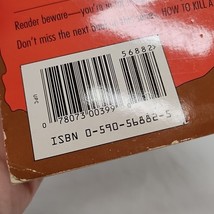 Reader beware—you're in
Don't miss the next b
HOW TO KILL A
56882
UPC
0 78073 00399
ISBN 0-590-56882-5